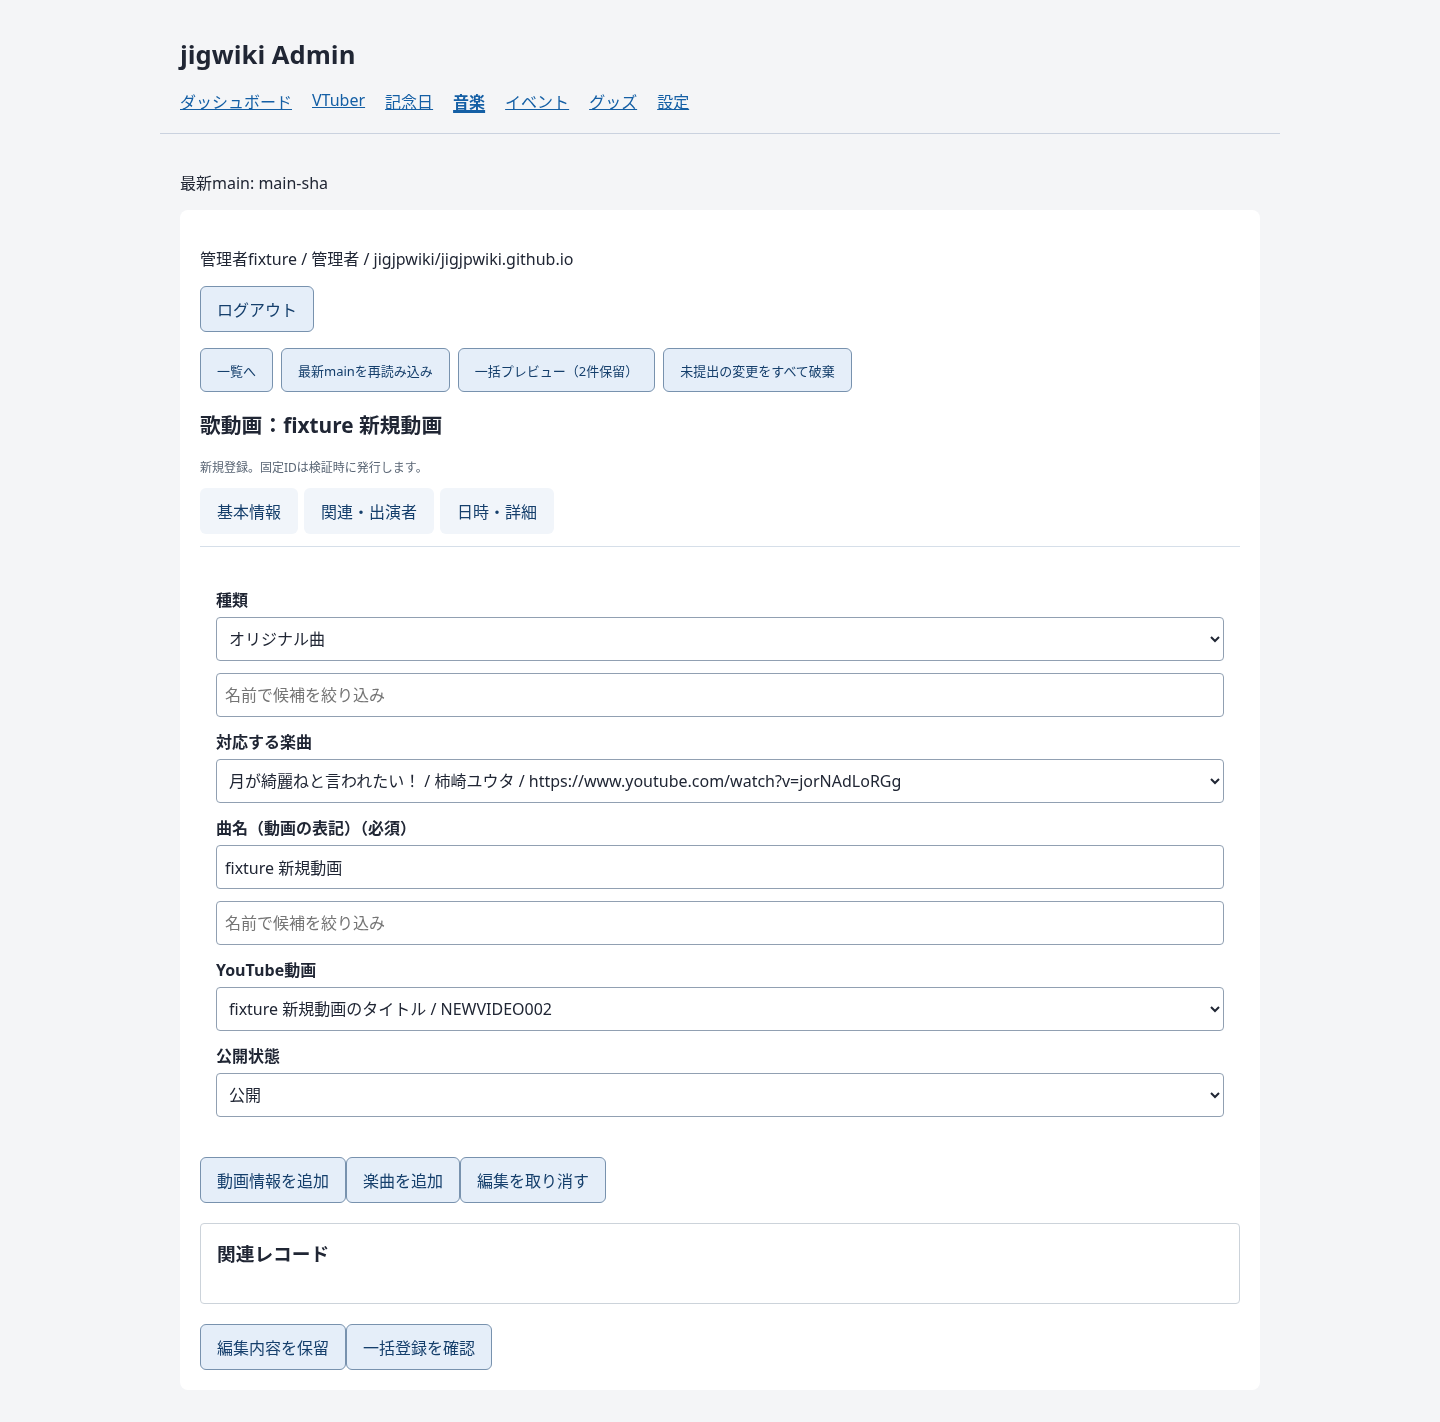 jigwiki Admin
ダッシュボード VTuber 記念日 音楽 イベント グッズ 設定
最新main: main-sha
管理者fixture / 管理者 / jigjpwiki/jigjpwiki.github.io
ログアウト
一覧へ 最新mainを再読み込み 一括プレビュー（2件保留） 未提出の変更をすべて破棄
歌動画：fixture 新規動画
新規登録。固定IDは検証時に発行します。
基本情報 関連・出演者 日時・詳細
種類
オリジナル曲
名前で候補を絞り込み
対応する楽曲
月が綺麗ねと言われたい！ / 柿崎ユウタ / https://www.youtube.com/watch?v=jorNAdLoRGg
曲名（動画の表記）（必須）
fixture 新規動画
名前で候補を絞り込み
YouTube動画
fixture 新規動画のタイトル / NEWVIDEO002
公開状態
公開
動画情報を追加 楽曲を追加 編集を取り消す
関連レコード
編集内容を保留 一括登録を確認